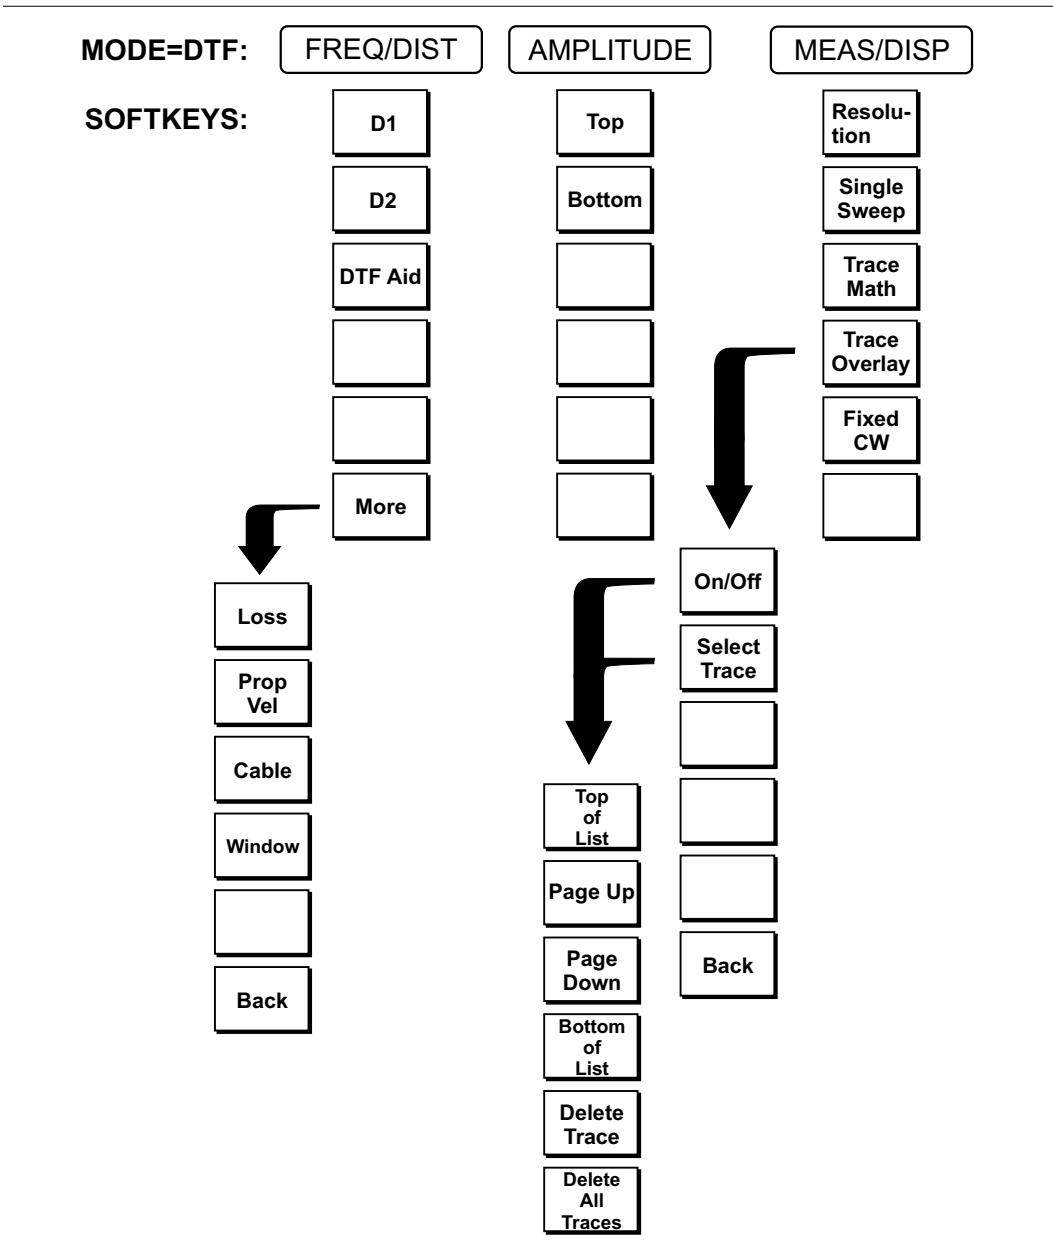 MODE=DTF: FREQ/DIST AMPLITUDE MEAS/DISP
SOFTKEYS:
D1
D2
DTF Aid
More
Loss
Prop
Vel
Cable
Window
Back
Top
Bottom
Resolu-
tion
Single
Sweep
Trace
Math
Trace
Overlay
Fixed
CW
On/Off
Select
Trace
Back
Top
of
List
Page Up
Page
Down
Bottom
of
List
Delete
Trace
Delete
All
Traces